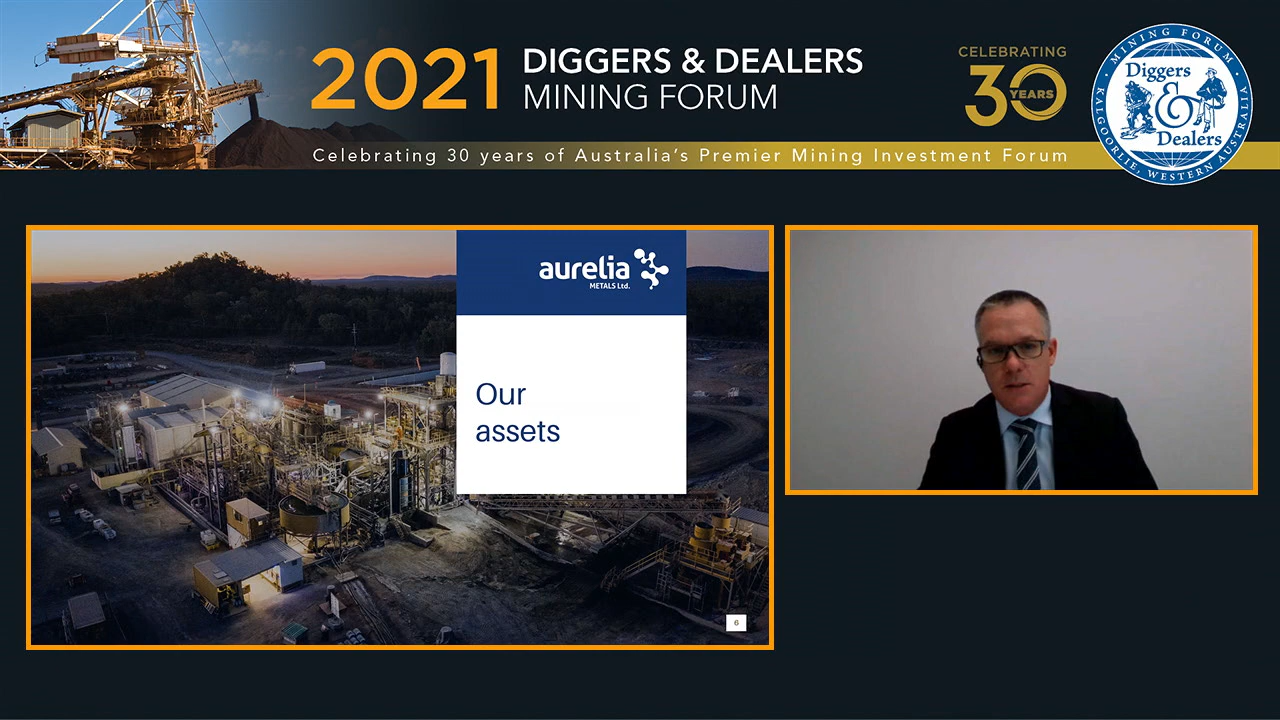 2021 DIGGERS & DEALERS
MINING FORUM
CELEBRATING
30
YEARS
Celebrating 30 years of Australia's Premier Mining Investment Forum
MINING FORUM
Diggers
&
Dealers
KALGOORLIE, WESTERN AUSTRALIA
aurelia
METALS Ltd.
Our
assets
6